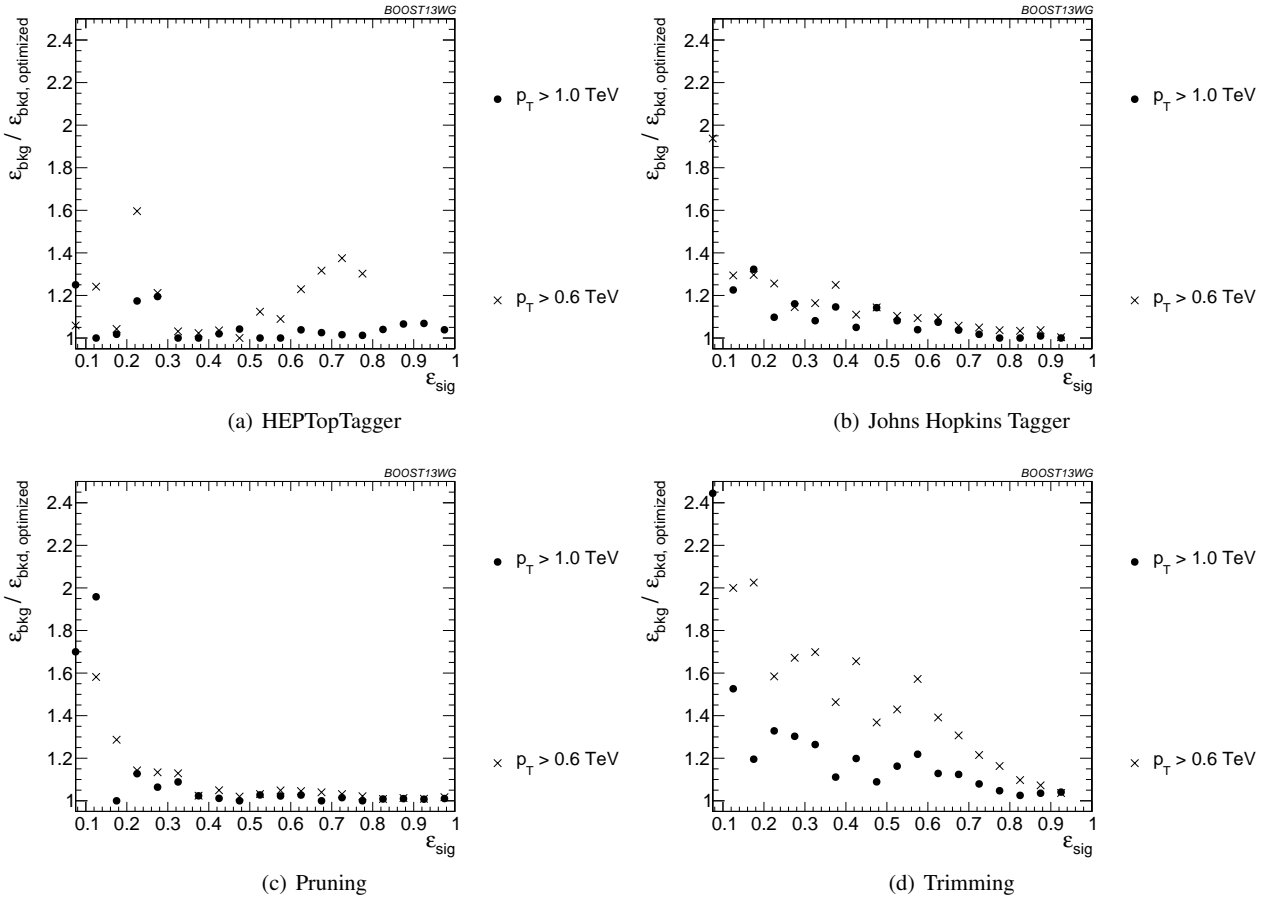 BOOST13WG
ε_bkg / ε_bkd, optimized
2.4
2.2
2
1.8
1.6
1.4
1.2
1
0.1 0.2 0.3 0.4 0.5 0.6 0.7 0.8 0.9 1
ε_sig
p_T > 1.0 TeV
p_T > 0.6 TeV
(a) HEPTopTagger
BOOST13WG
ε_bkg / ε_bkd, optimized
2.4
2.2
2
1.8
1.6
1.4
1.2
1
0.1 0.2 0.3 0.4 0.5 0.6 0.7 0.8 0.9 1
ε_sig
p_T > 1.0 TeV
p_T > 0.6 TeV
(b) Johns Hopkins Tagger
BOOST13WG
ε_bkg / ε_bkd, optimized
2.4
2.2
2
1.8
1.6
1.4
1.2
1
0.1 0.2 0.3 0.4 0.5 0.6 0.7 0.8 0.9 1
ε_sig
p_T > 1.0 TeV
p_T > 0.6 TeV
(c) Pruning
BOOST13WG
ε_bkg / ε_bkd, optimized
2.4
2.2
2
1.8
1.6
1.4
1.2
1
0.1 0.2 0.3 0.4 0.5 0.6 0.7 0.8 0.9 1
ε_sig
p_T > 1.0 TeV
p_T > 0.6 TeV
(d) Trimming